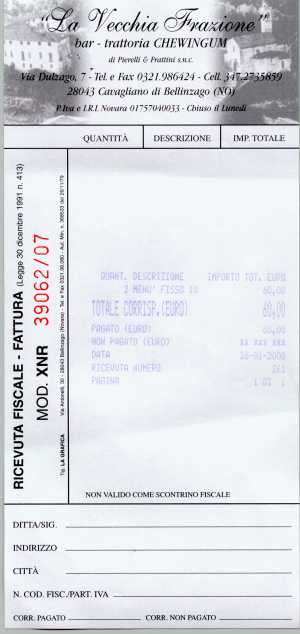 "La Vecchia Frazione"
bar - trattoria CHEWINGUM
di Pierelli & Frattini s.n.c.
Via Dulzago, 7 - Tel. e Fax 0321.986424 - Cell. 347.2735859
28043 Cavagliano di Bellinzago (NO)
P.Iva e I.R.I. Novara 01757040033 - Chiuso il Lunedì
QUANTITÀ DESCRIZIONE IMP. TOTALE
RICEVUTA FISCALE - FATTURA (Legge 30 dicembre 1991 n. 413)
MOD. XNR 39062/07
Tip. LA GRAFICA
QUANT. DESCRIZIONE IMPORTO TOT. EURO
2 MENU' FISSO 60,00
TOTALE CORRISP.(EURO) 60,00
PAGATO (EURO) 60,00
NON PAGATO (EURO) xx xxx xxx
DATA
RICEVUTA NUMERO
PAGINA 1 DI 1
NON VALIDO COME SCONTRINO FISCALE
DITTA/SIG.
INDIRIZZO
CITTÀ
N. COD. FISC./PART. IVA
CORR. PAGATO CORR. NON PAGATO